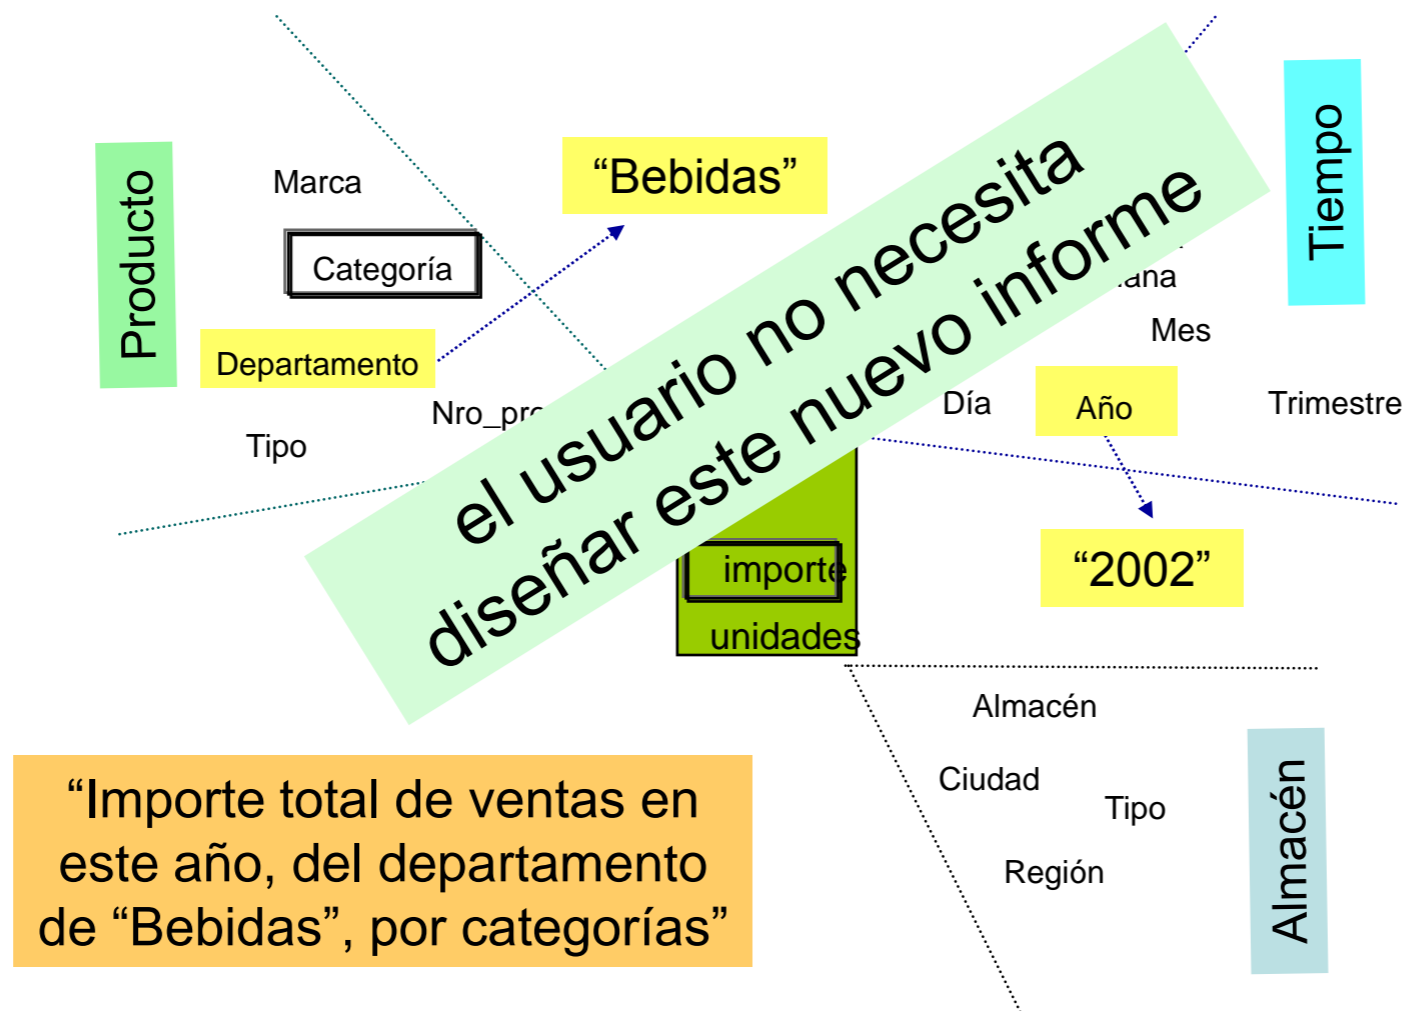 Producto
Marca
Categoría
Departamento
Tipo
“Bebidas”
el usuario no necesita
diseñar este nuevo informe
Tiempo
Mes
Día
Año
Trimestre
“2002”
importe
unidades
Almacén
Ciudad
Tipo
Región
Almacén
“Importe total de ventas en
este año, del departamento
de “Bebidas”, por categorías”